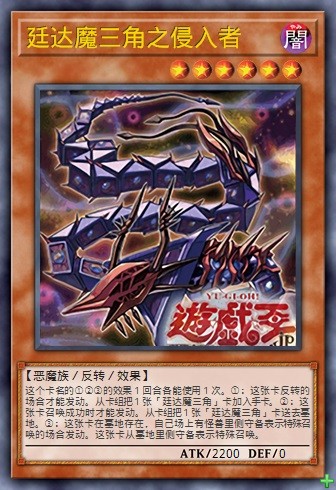 廷达魔三角之侵入者
闇
YU-GI-OH!
遊戯王
JP
【恶魔族／反转／效果】
这个卡名的①②③的效果1回合各能使用1次。①：这张卡反转的
场合才能发动。从卡组把1张「廷达魔三角」卡加入手卡。②：这
张卡召唤成功时才能发动。从卡组把1张「廷达魔三角」卡送去墓
地。③：这张卡在墓地存在，自己场上有怪兽里侧守备表示特殊召
唤的场合发动。这张卡从墓地里侧守备表示特殊召唤。
ATK/2200 DEF/0